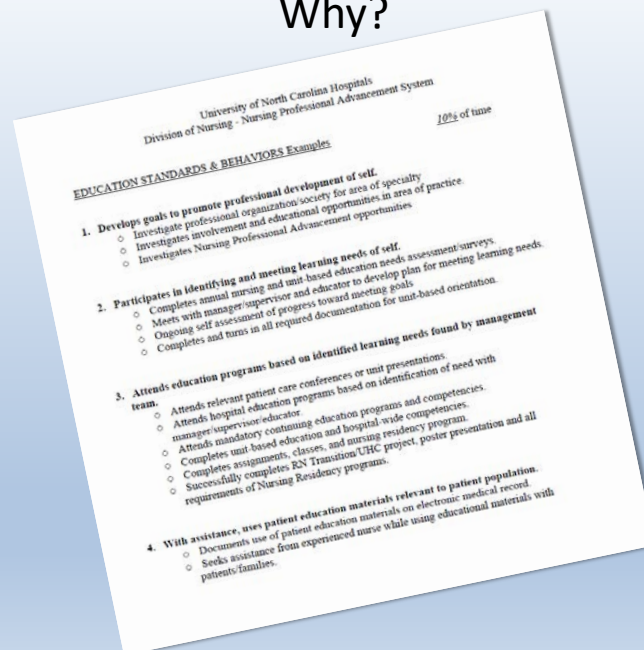 Why?
University of North Carolina Hospitals
Division of Nursing - Nursing Professional Advancement System
10% of time
EDUCATION STANDARDS & BEHAVIORS Examples
1. Develops goals to promote professional development of self.
○ Investigate professional organization/society for area of specialty
○ Investigates involvement and educational opportunities in area of practice.
○ Investigates Nursing Professional Advancement opportunities
2. Participates in identifying and meeting learning needs of self.
○ Completes annual nursing and unit-based education needs assessment/surveys.
○ Meets with manager/supervisor and educator to develop plan for meeting learning needs.
○ Ongoing self assessment of progress toward meeting goals
○ Completes and turns in all required documentation for unit-based orientation.
3. Attends education programs based on identified learning needs found by management
team.
○ Attends relevant patient care conferences or unit presentations.
○ Attends hospital education programs based on identification of need with
manager/supervisor/educator.
○ Attends mandatory continuing education programs and competencies.
○ Completes unit-based education and hospital-wide competencies.
○ Completes assignments, classes, and nursing residency program.
○ Successfully completes RN Transition/UHC project, poster presentation and all
requirements of Nursing Residency programs.
4. With assistance, uses patient education materials relevant to patient population.
○ Documents use of patient education materials on electronic medical record.
○ Seeks assistance from experienced nurse while using educational materials with
patients/families.